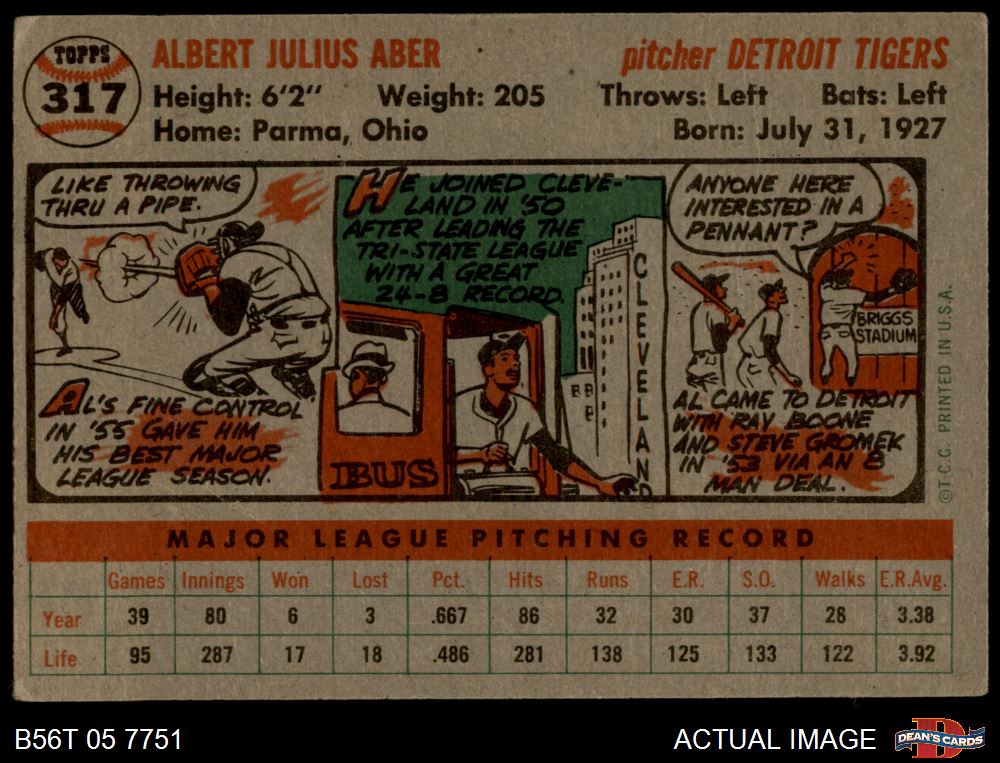 TOPPS
317
ALBERT JULIUS ABER
pitcher DETROIT TIGERS
Height: 6'2"  Weight: 205  Throws: Left  Bats: Left
Home: Parma, Ohio  Born: July 31, 1927
LIKE THROWING
THRU A PIPE.
AL'S FINE CONTROL
IN '55 GAVE HIM
HIS BEST MAJOR
LEAGUE SEASON.
HE JOINED CLEVE-
LAND IN '50
AFTER LEADING THE
TRI-STATE LEAGUE
WITH A GREAT
24-8 RECORD.
CLEVELAND
BUS
ANYONE HERE
INTERESTED IN A
PENNANT?
BRIGGS
STADIUM
AL CAME TO DETROIT
WITH RAY BOONE
AND STEVE GROMEK
IN '53 VIA AN 8
MAN DEAL.
©T.C.G. PRINTED IN U.S.A.
MAJOR LEAGUE PITCHING RECORD
Games Innings Won Lost Pct. Hits Runs E.R. S.O. Walks E.R.Avg.
Year 39 80 6 3 .667 86 32 30 37 28 3.38
Life 95 287 17 18 .486 281 138 125 133 122 3.92
B56T 05 7751
ACTUAL IMAGE
DEAN'S CARDS